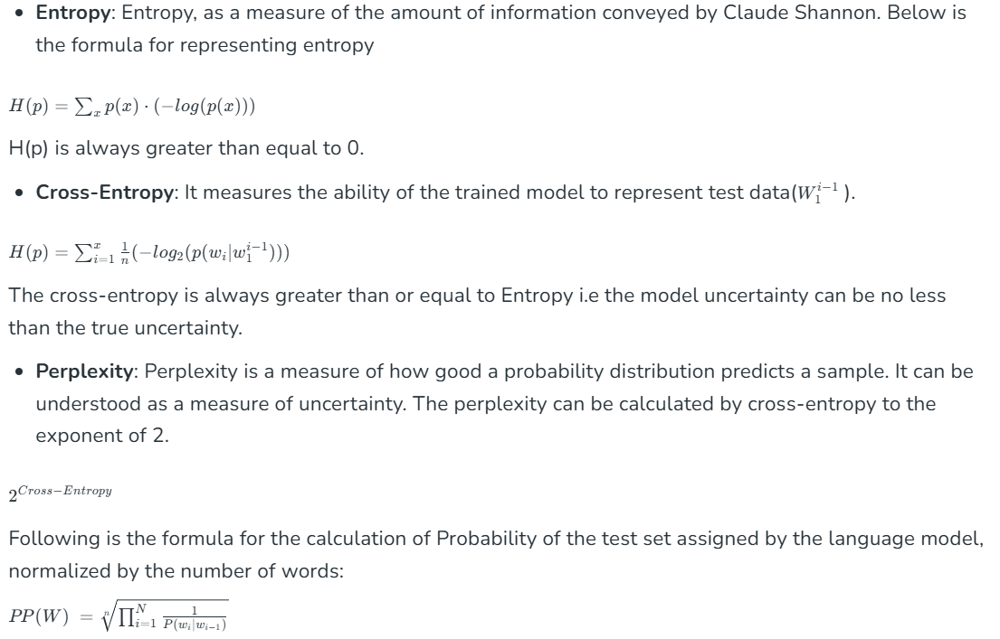 • Entropy: Entropy, as a measure of the amount of information conveyed by Claude Shannon. Below is
the formula for representing entropy
H(p) = ∑_x p(x) · (−log(p(x)))
H(p) is always greater than equal to 0.
• Cross-Entropy: It measures the ability of the trained model to represent test data(W_1^{i−1} ).
H(p) = ∑_{i=1}^{x} \frac{1}{n}(−log_2(p(w_i|w_1^{i−1})))
The cross-entropy is always greater than or equal to Entropy i.e the model uncertainty can be no less
than the true uncertainty.
• Perplexity: Perplexity is a measure of how good a probability distribution predicts a sample. It can be
understood as a measure of uncertainty. The perplexity can be calculated by cross-entropy to the
exponent of 2.
2^{Cross−Entropy}
Following is the formula for the calculation of Probability of the test set assigned by the language model,
normalized by the number of words:
PP(W) = \sqrt[n]{∏_{i=1}^{N} \frac{1}{P(w_i|w_{i−1})}}